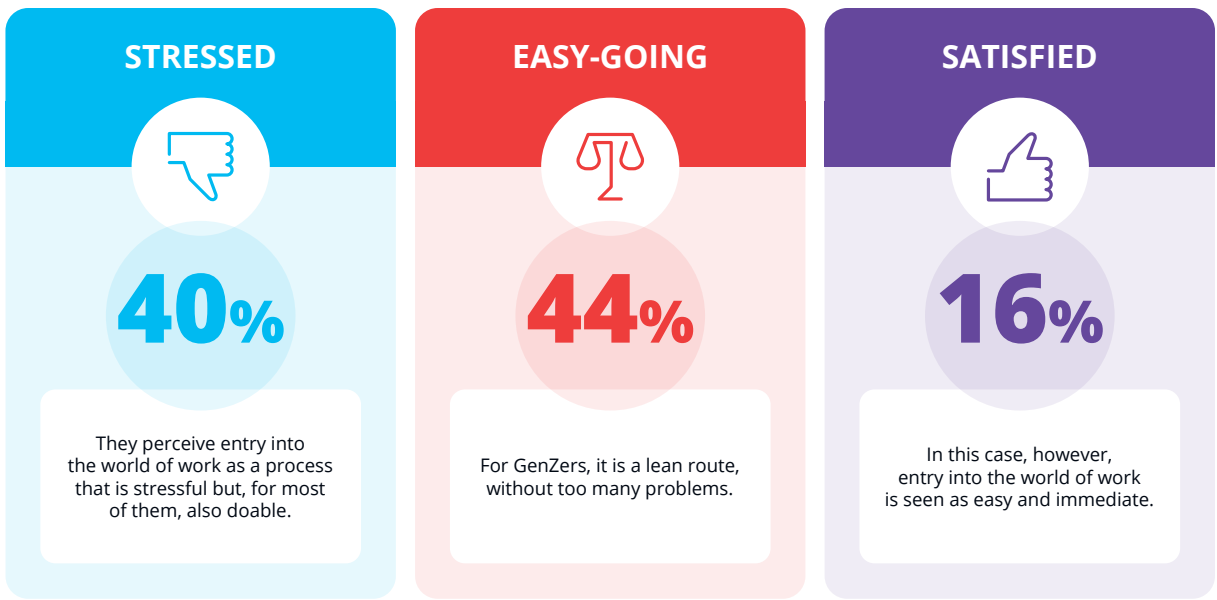 STRESSED
40%
They perceive entry into
the world of work as a process
that is stressful but, for most
of them, also doable.
EASY-GOING
44%
For GenZers, it is a lean route,
without too many problems.
SATISFIED
16%
In this case, however,
entry into the world of work
is seen as easy and immediate.